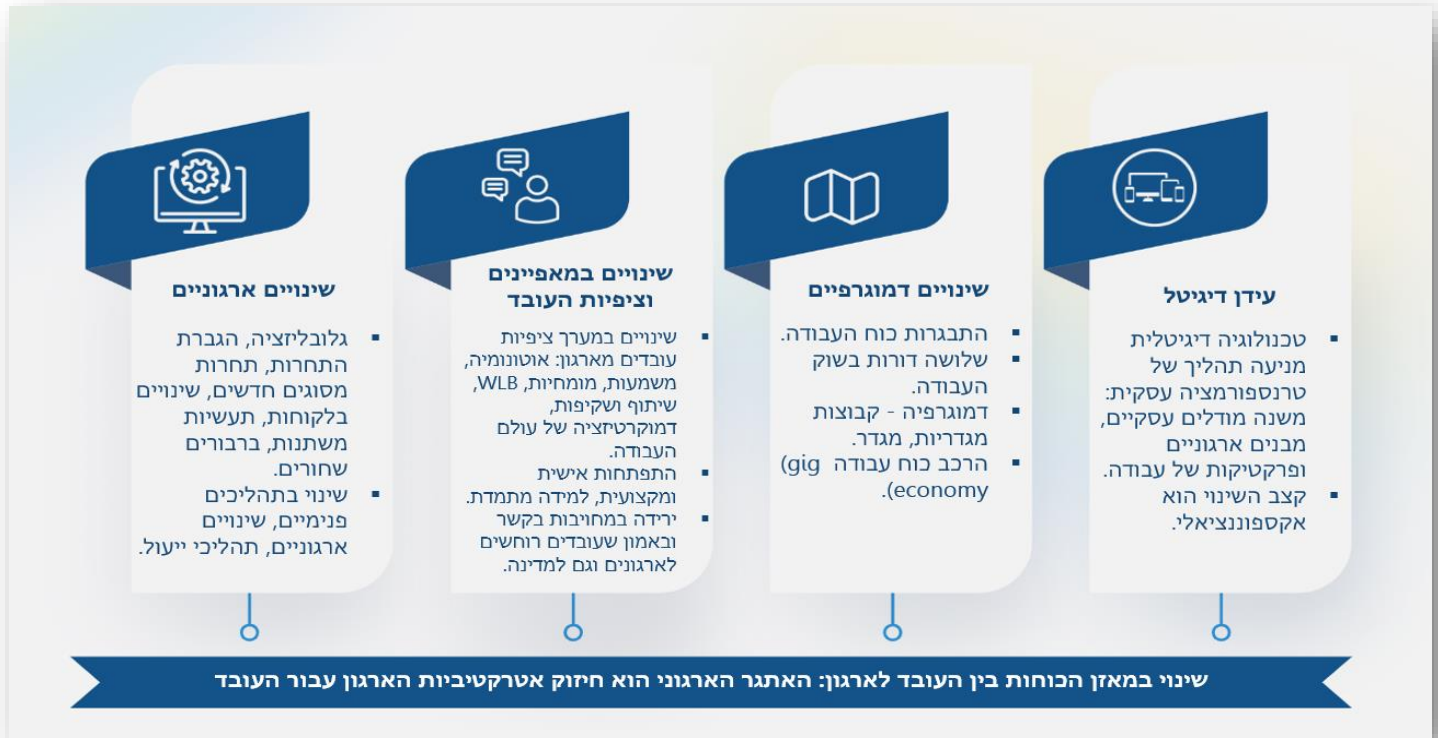 עידן דיגיטל
▪ טכנולוגיה דיגיטלית
מניעה תהליך של
טרנספורמציה עסקית:
משנה מודלים עסקיים,
מבנים ארגוניים
ופרקטיקות של עבודה.
▪ קצב השינוי הוא
אקספוננציאלי.
שינויים דמוגרפיים
▪ התבגרות כוח העבודה.
▪ שלושה דורות בשוק
העבודה.
▪ דמוגרפיה - קבוצות
מגדריות, מגדר.
▪ הרכב כוח עבודה gig)
economy).
שינויים במאפיינים
וציפיות העובד
▪ שינויים במערך ציפיות
עובדים מארגון: אוטונומיה,
משמעות, מומחיות, WLB,
שיתוף ושקיפות,
דמוקרטיזציה של עולם
העבודה.
▪ התפתחות אישית
ומקצועית, למידה מתמדת.
▪ ירידה במחויבות בקשר
ובאמון שעובדים רוחשים
לארגונים וגם למדינה.
שינויים ארגוניים
▪ גלובליזציה, הגברת
התחרות, תחרות
מסוגים חדשים, שינויים
בלקוחות, תעשיות
משתנות, ברבורים
שחורים.
▪ שינוי בתהליכים
פנימיים, שינויים
ארגוניים, תהליכי ייעול.
שינוי במאזן הכוחות בין העובד לארגון: האתגר הארגוני הוא חיזוק אטרקטיביות הארגון עבור העובד